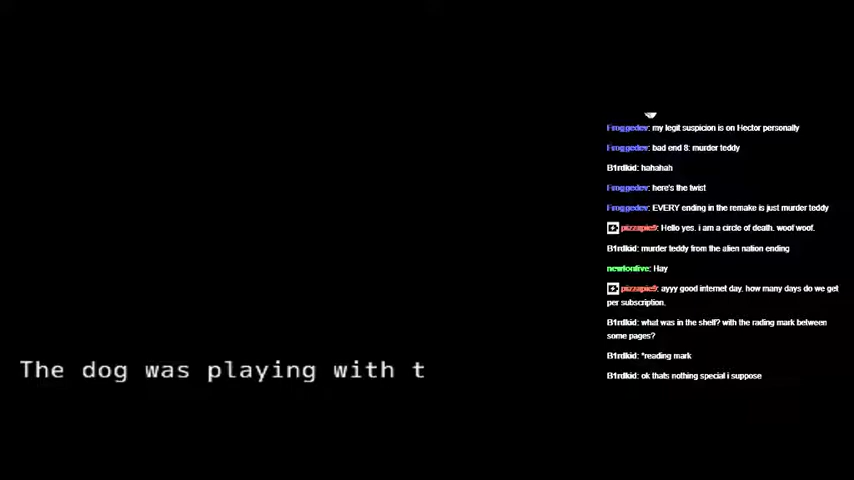 Froggedev: my legit suspicion is on Hector personally
Froggedev: bad end 8: murder teddy
B1rdkid: hahahah
Froggedev: here's the twist
Froggedev: EVERY ending in the remake is just murder teddy
pizzapie9: Hello yes. i am a circle of death. woof woof.
B1rdkid: murder teddy from the alien nation ending
newtonfive: Hay
pizzapie9: ayyy good internet day. how many days do we get
per subscription.
B1rdkid: what was in the shelf? with the rading mark between
some pages?
B1rdkid: *reading mark
The dog was playing with t
B1rdkid: ok thats nothing special i suppose